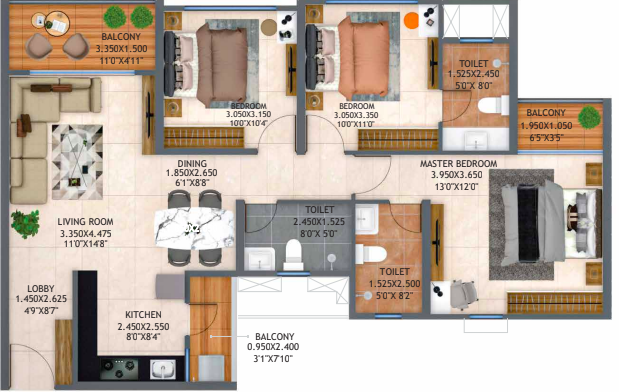 BALCONY
3.350X1.500
11'0"X4'11"
BEDROOM
3.050X3.150
10'0"X10'4"
BEDROOM
3.050X3.350
10'0"X11'0"
TOILET
1.525X2.450
5'0"X 8'0"
BALCONY
1.950X1.050
6'5"X3'5"
DINING
1.850X2.650
6'1"X8'8"
MASTER BEDROOM
3.950X3.650
13'0"X12'0"
LIVING ROOM
3.350X4.475
11'0"X14'8"
TOILET
2.450X1.525
8'0"X 5'0"
TOILET
1.525X2.500
5'0"X 8'2"
LOBBY
1.450X2.625
4'9"X8'7"
KITCHEN
2.450X2.550
8'0"X8'4"
BALCONY
0.950X2.400
3'1"X7'10"